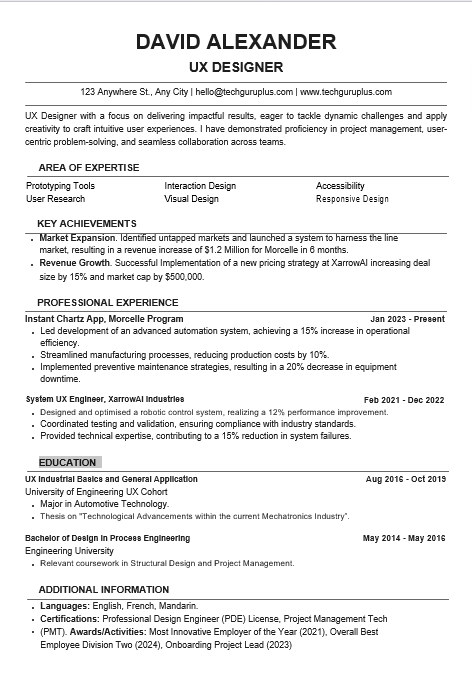 DAVID ALEXANDER
UX DESIGNER
123 Anywhere St., Any City | hello@techguruplus.com | www.techguruplus.com
UX Designer with a focus on delivering impactful results, eager to tackle dynamic challenges and apply
creativity to craft intuitive user experiences. I have demonstrated proficiency in project management, user-
centric problem-solving, and seamless collaboration across teams.
AREA OF EXPERTISE
Prototyping Tools Interaction Design Accessibility
User Research Visual Design Responsive Design
KEY ACHIEVEMENTS
• Market Expansion. Identified untapped markets and launched a system to harness the line
market, resulting in a revenue increase of $1.2 Million for Morcelle in 6 months.
• Revenue Growth. Successful Implementation of a new pricing strategy at XarrowAI increasing deal
size by 15% and market cap by $500,000.
PROFESSIONAL EXPERIENCE
Instant Chartz App, Morcelle Program Jan 2023 - Present
• Led development of an advanced automation system, achieving a 15% increase in operational
efficiency.
• Streamlined manufacturing processes, reducing production costs by 10%.
• Implemented preventive maintenance strategies, resulting in a 20% decrease in equipment
downtime.
System UX Engineer, XarrowAI Industries Feb 2021 - Dec 2022
• Designed and optimised a robotic control system, realizing a 12% performance improvement.
• Coordinated testing and validation, ensuring compliance with industry standards.
• Provided technical expertise, contributing to a 15% reduction in system failures.
EDUCATION
UX Industrial Basics and General Application Aug 2016 - Oct 2019
University of Engineering UX Cohort
• Major in Automotive Technology.
• Thesis on "Technological Advancements within the current Mechatronics Industry".
Bachelor of Design in Process Engineering May 2014 - May 2016
Engineering University
• Relevant coursework in Structural Design and Project Management.
ADDITIONAL INFORMATION
• Languages: English, French, Mandarin.
• Certifications: Professional Design Engineer (PDE) License, Project Management Tech
• (PMT). Awards/Activities: Most Innovative Employer of the Year (2021), Overall Best
Employee Division Two (2024), Onboarding Project Lead (2023)